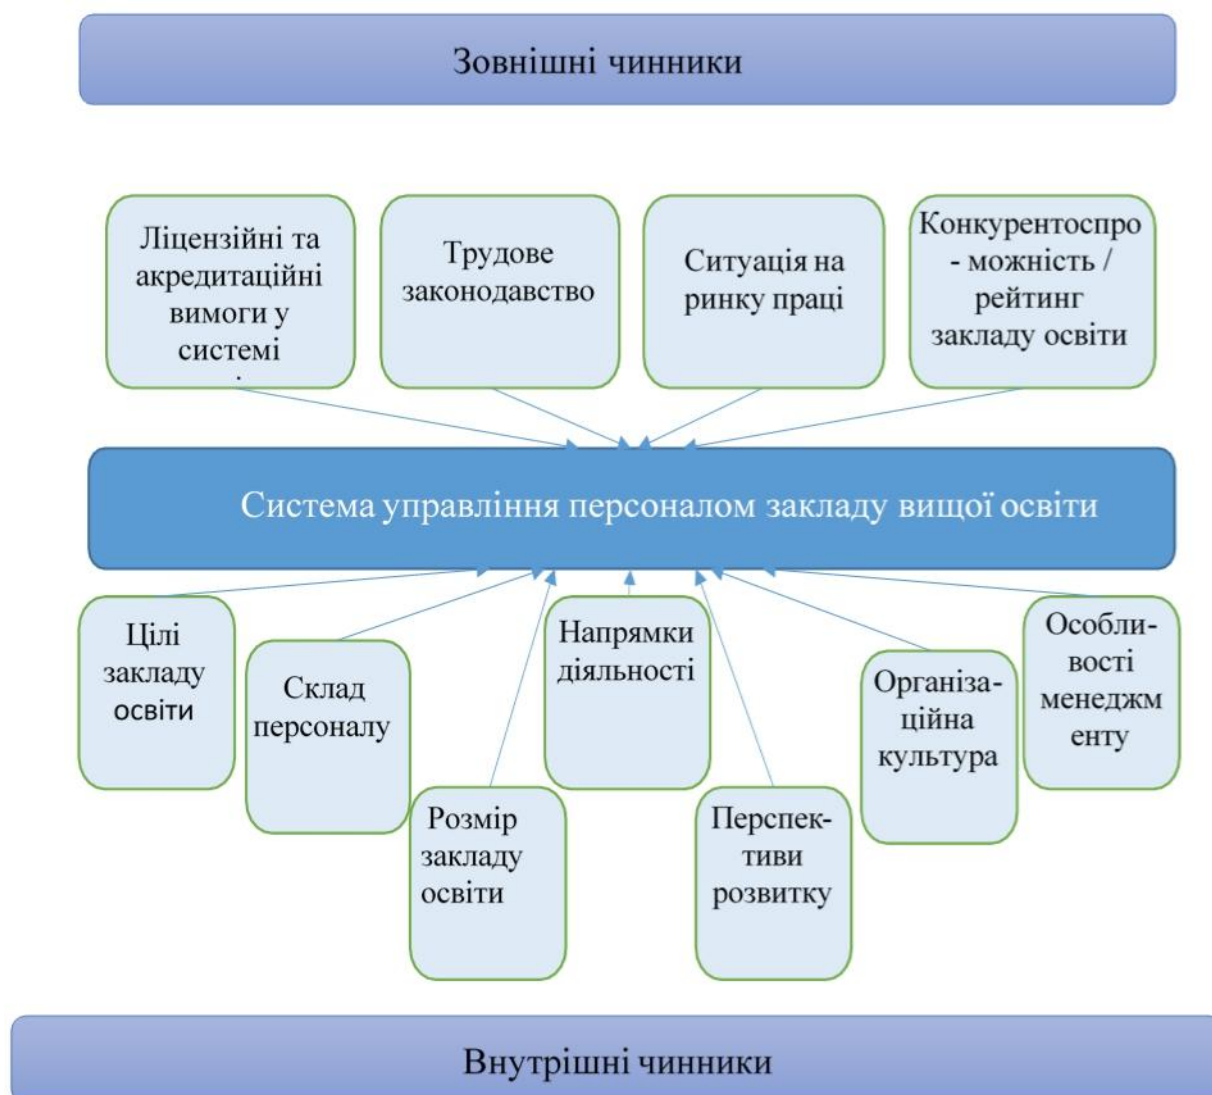 Зовнішні чинники
Ліцензійні та
акредитаційні
вимоги у
системі
Трудове
законодавство
Ситуація на
ринку праці
Конкурентоспро
- можність /
рейтинг
закладу освіти
Система управління персоналом закладу вищої освіти
Цілі
закладу
освіти
Склад
персоналу
Розмір
закладу
освіти
Напрямки
діяльності
Перспек-
тиви
розвитку
Організа-
ційна
культура
Особли-
вості
менеджм
енту
Внутрішні чинники